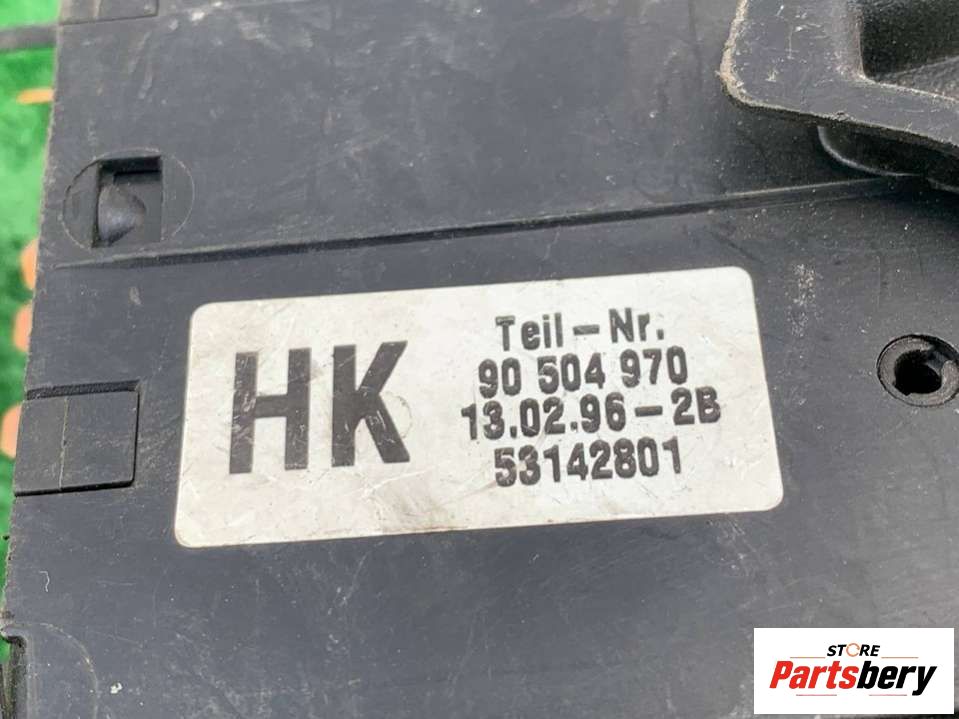 HK
Teil-Nr.
90 504 970
13.02.96-2B
53142801
STORE
Partsbery